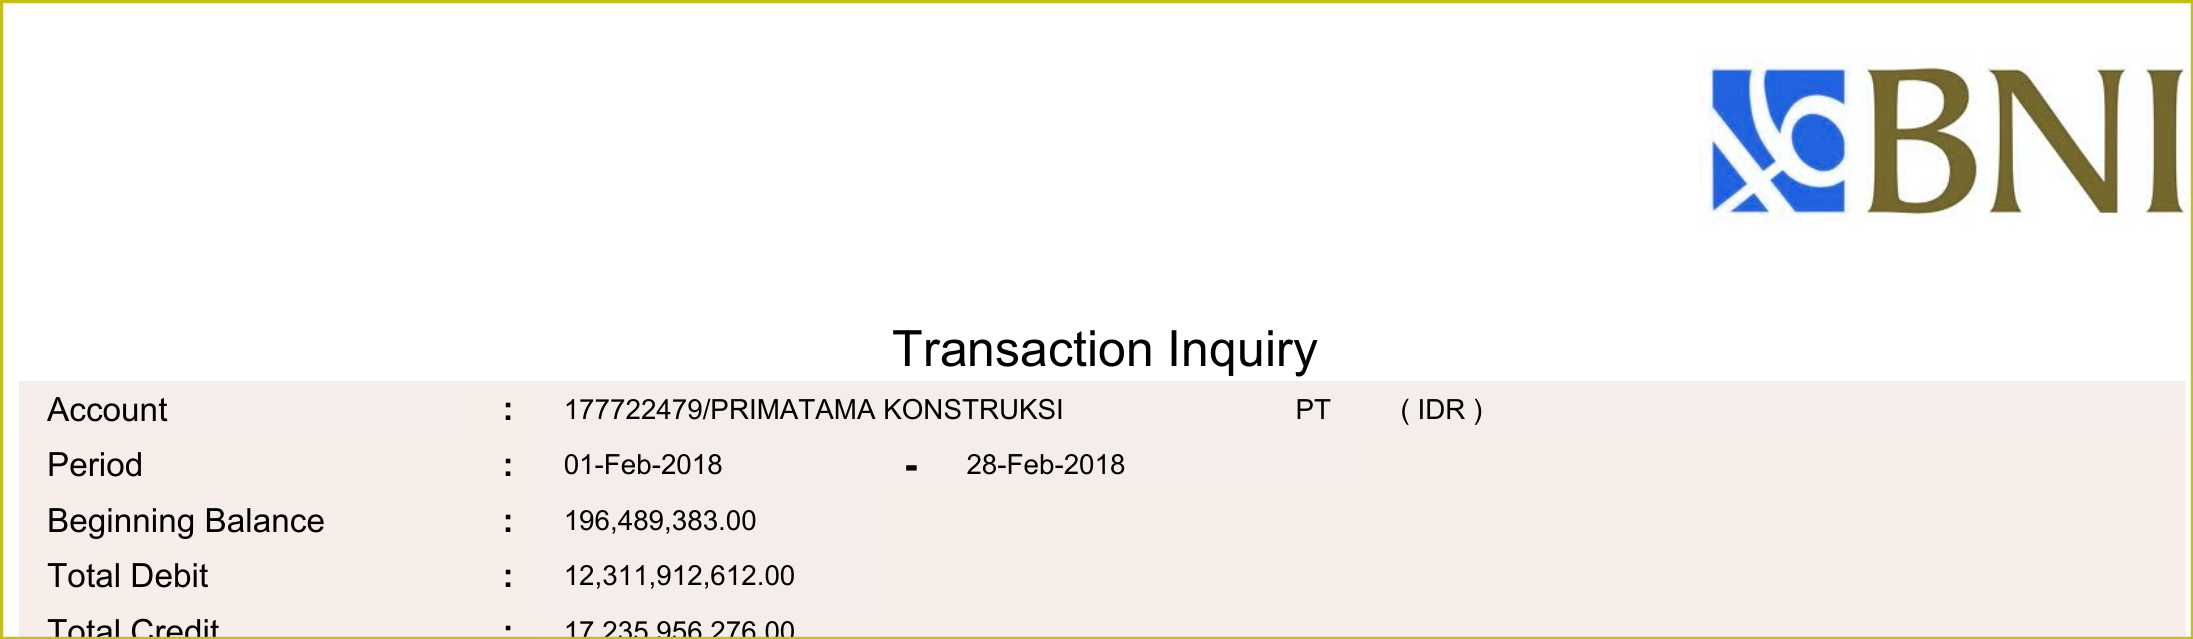 BNI
Transaction Inquiry
Account : 177722479/PRIMATAMA KONSTRUKSI PT ( IDR )
Period : 01-Feb-2018 - 28-Feb-2018
Beginning Balance : 196,489,383.00
Total Debit : 12,311,912,612.00
Total Credit : 17,235,956,276.00